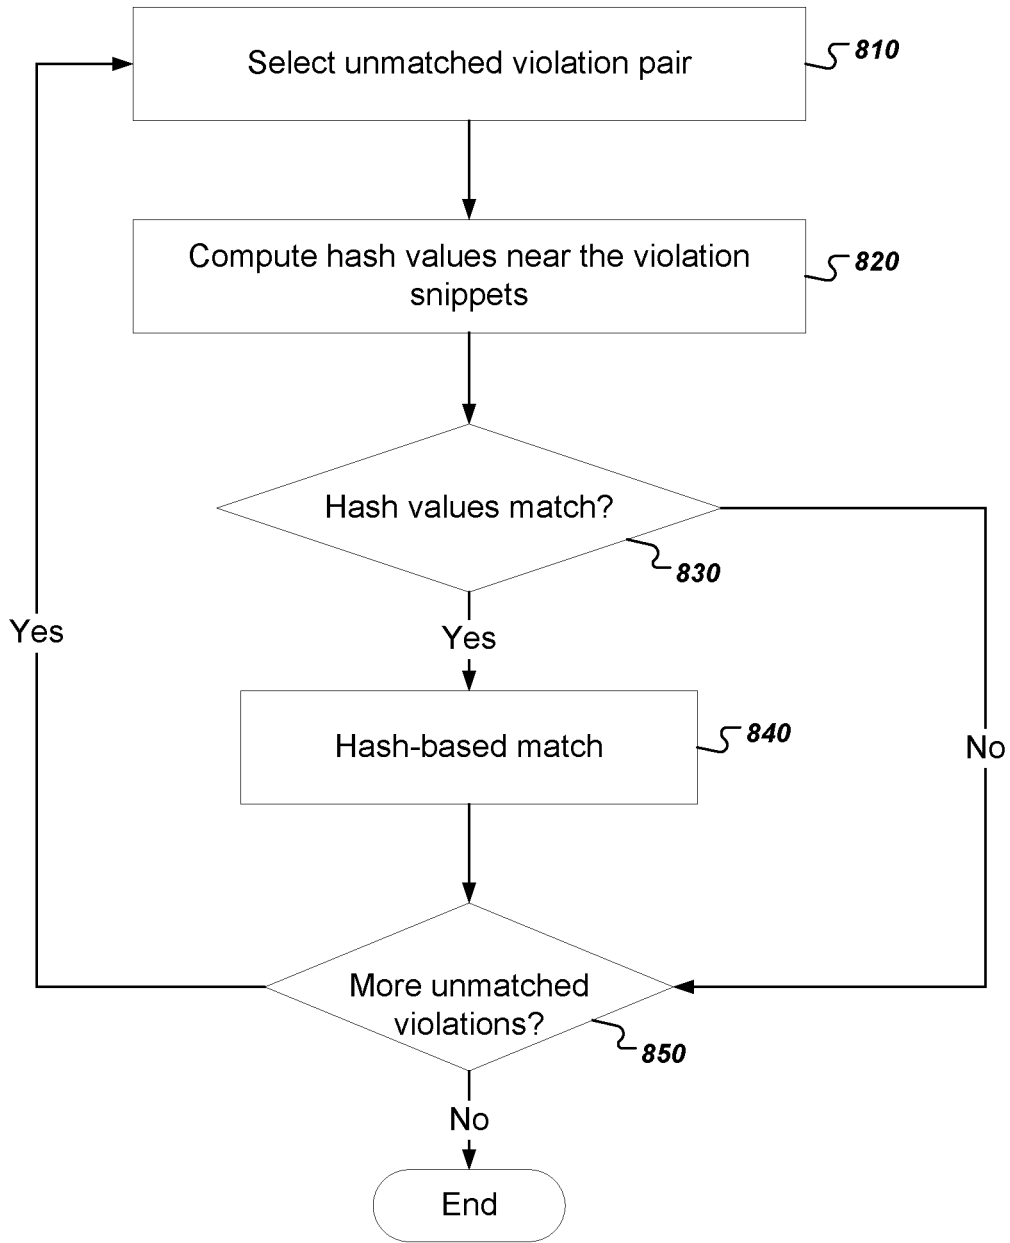 Select unmatched violation pair
810
Compute hash values near the violation
snippets
820
Hash values match?
830
Yes
Yes
Hash-based match
840
No
More unmatched
violations?
850
No
End